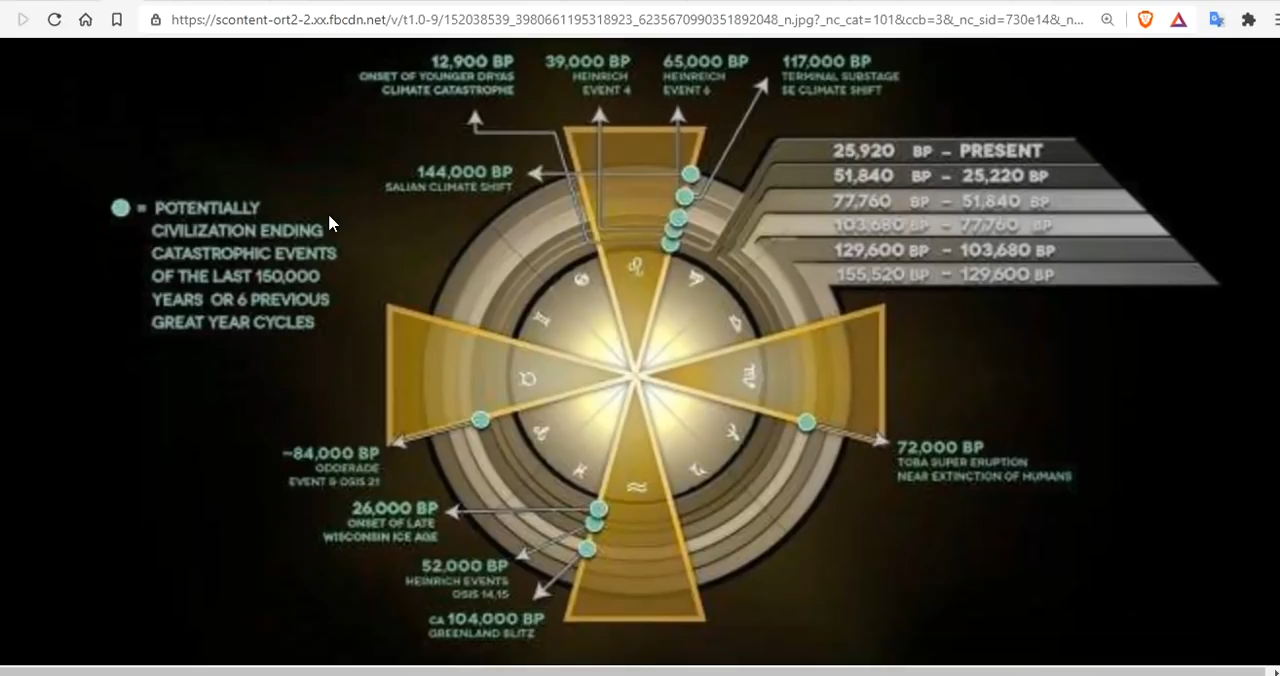 https://scontent-ort2-2.xx.fbcdn.net/v/t1.0-9/152038539_3980661195318923_6235670990351892048_n.jpg?_nc_cat=101&ccb=3&_nc_sid=730e14&_n...
12,900 BP
ONSET OF YOUNGER DRYAS
CLIMATE CATASTROPHE
39,000 BP
HEINRICH
EVENT 4
65,000 BP
HEINREICH
EVENT 6
117,000 BP
TERMINAL SUBSTAGE
5E CLIMATE SHIFT
144,000 BP
SALIAN CLIMATE SHIFT
25,920 BP - PRESENT
51,840 BP - 25,220 BP
77,760 BP - 51,840 BP
103,680 BP - 77,760 BP
129,600 BP - 103,680 BP
155,520 BP - 129,600 BP
= POTENTIALLY
CIVILIZATION ENDING
CATASTROPHIC EVENTS
OF THE LAST 150,000
YEARS OR 6 PREVIOUS
GREAT YEAR CYCLES
♌
♋
♍
♊
♎
♉
♏
♈
♐
♓
♑
♒
~84,000 BP
ODDERADE
EVENT & OSIS 21
72,000 BP
TOBA SUPER ERUPTION
NEAR EXTINCTION OF HUMANS
26,000 BP
ONSET OF LATE
WISCONSIN ICE AGE
52,000 BP
HEINRICH EVENTS
OSIS 14,15
CA 104,000 BP
GREENLAND BLITZ